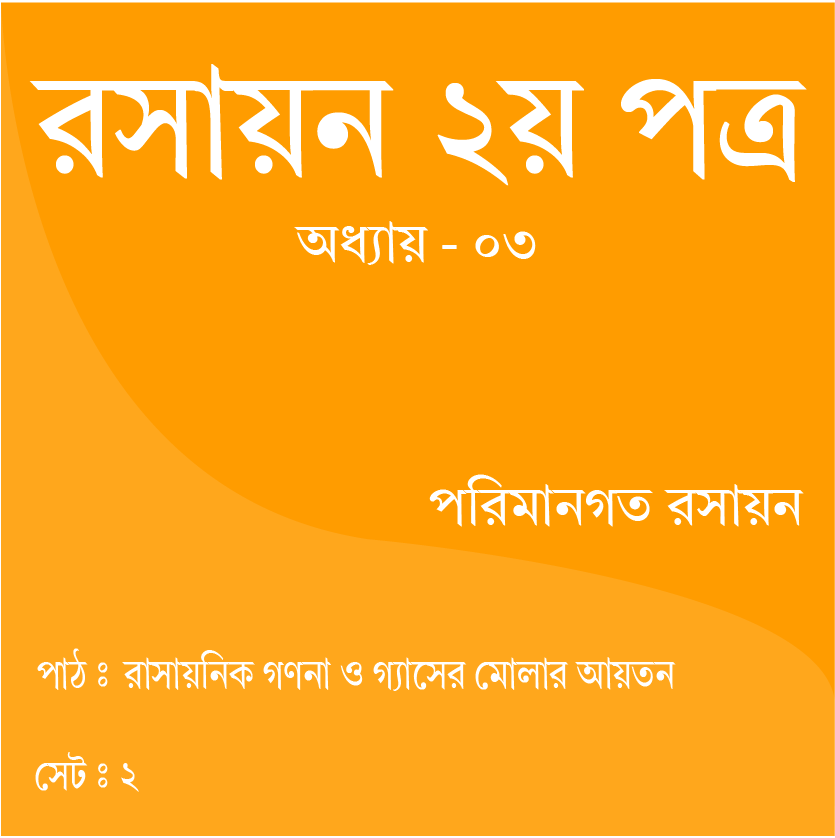 রসায়ন ২য় পত্র
অধ্যায় - ০৩
পরিমানগত রসায়ন
পাঠ ঃ রাসায়নিক গণনা ও গ্যাসের মোলার আয়তন
সেট ঃ ২